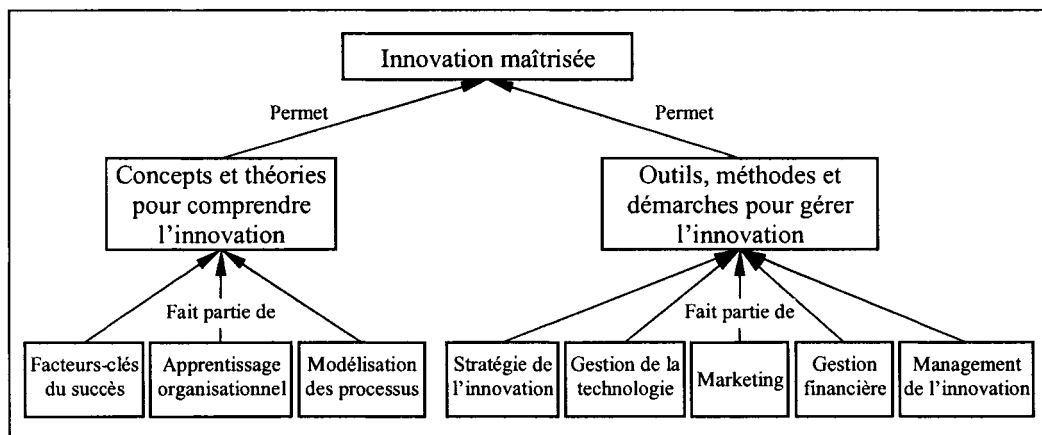 Innovation maîtrisée
Permet
Permet
Concepts et théories
pour comprendre
l'innovation
Outils, méthodes et
démarches pour gérer
l'innovation
Fait partie de
Fait partie de
Facteurs-clés
du succès
Apprentissage
organisationnel
Modélisation
des processus
Stratégie de
l'innovation
Gestion de la
technologie
Marketing
Gestion
financière
Management
de l'innovation